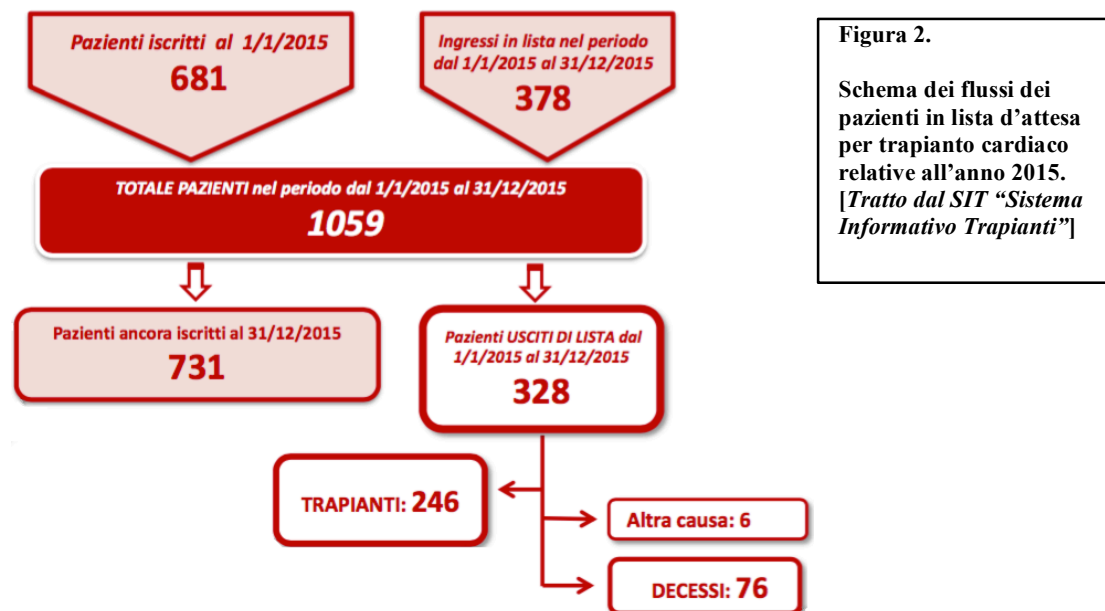 Pazienti iscritti al 1/1/2015
681
Ingressi in lista nel periodo
dal 1/1/2015 al 31/12/2015
378
TOTALE PAZIENTI nel periodo dal 1/1/2015 al 31/12/2015
1059
Pazienti ancora iscritti al 31/12/2015
731
Pazienti USCITI DI LISTA dal
1/1/2015 al 31/12/2015
328
TRAPIANTI: 246
Altra causa: 6
DECESSI: 76
Figura 2.
Schema dei flussi dei
pazienti in lista d’attesa
per trapianto cardiaco
relative all’anno 2015.
[Tratto dal SIT “Sistema
Informativo Trapianti”]